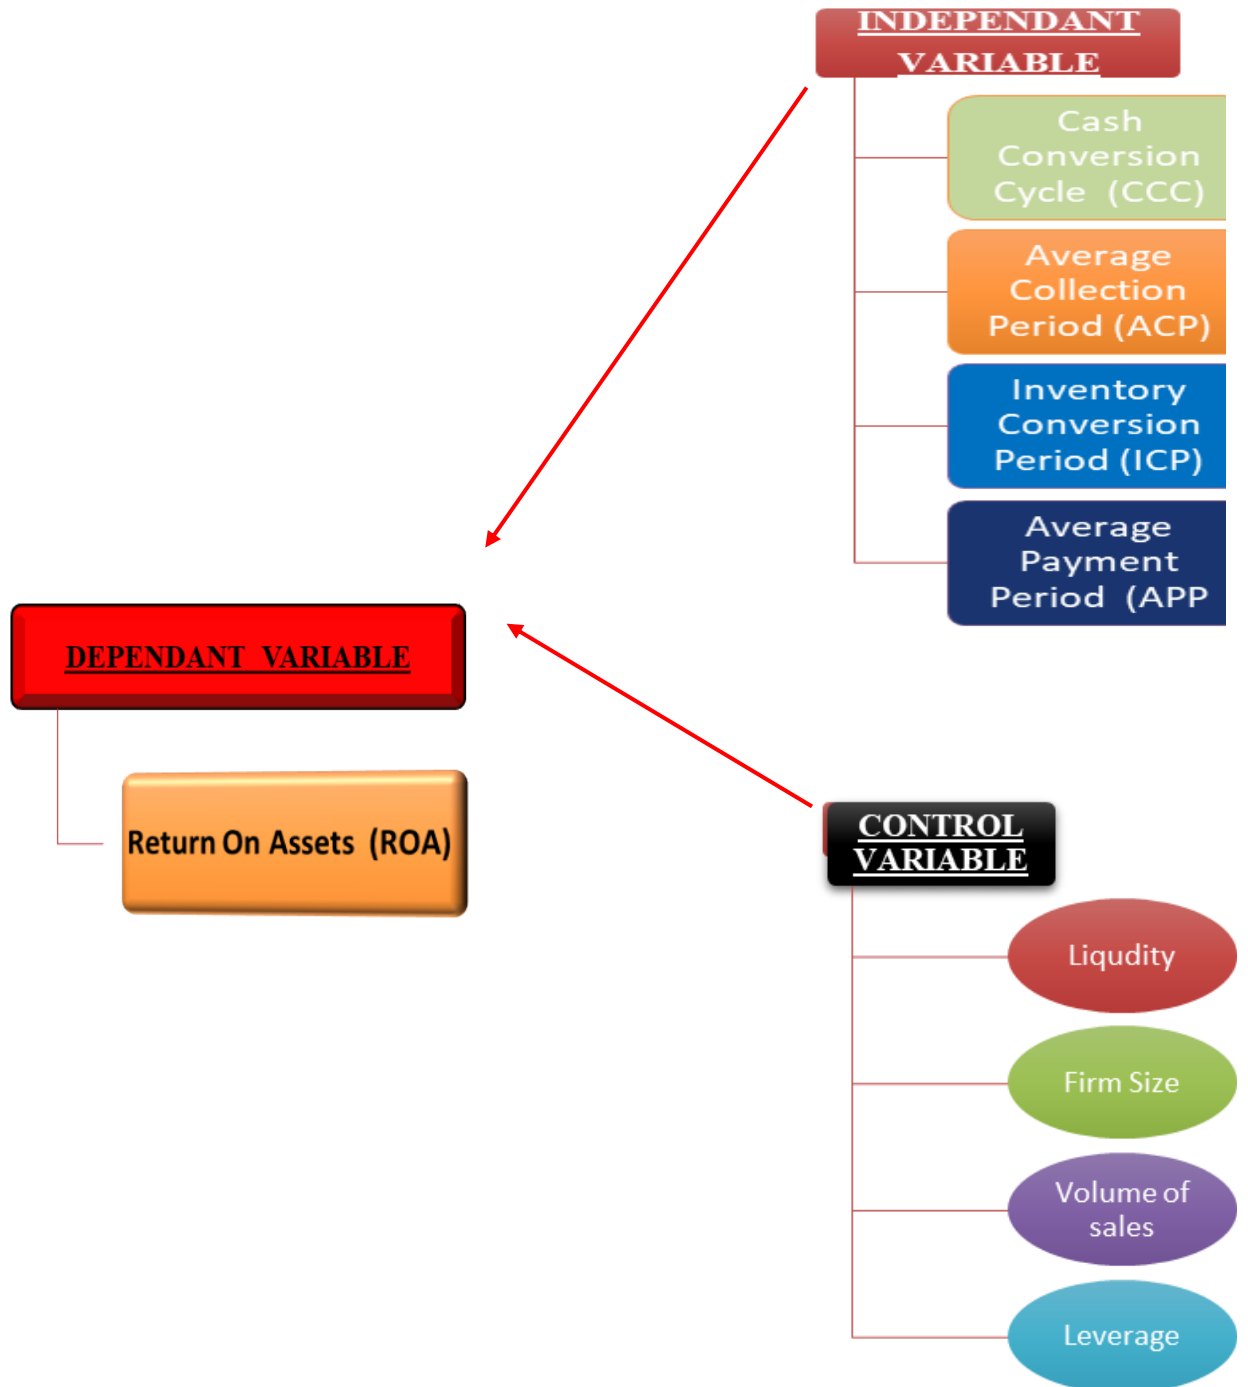 INDEPENDANT
VARIABLE
Cash
Conversion
Cycle (CCC)
Average
Collection
Period (ACP)
Inventory
Conversion
Period (ICP)
Average
Payment
Period (APP
DEPENDANT VARIABLE
Return On Assets (ROA)
CONTROL
VARIABLE
Liqudity
Firm Size
Volume of
sales
Leverage